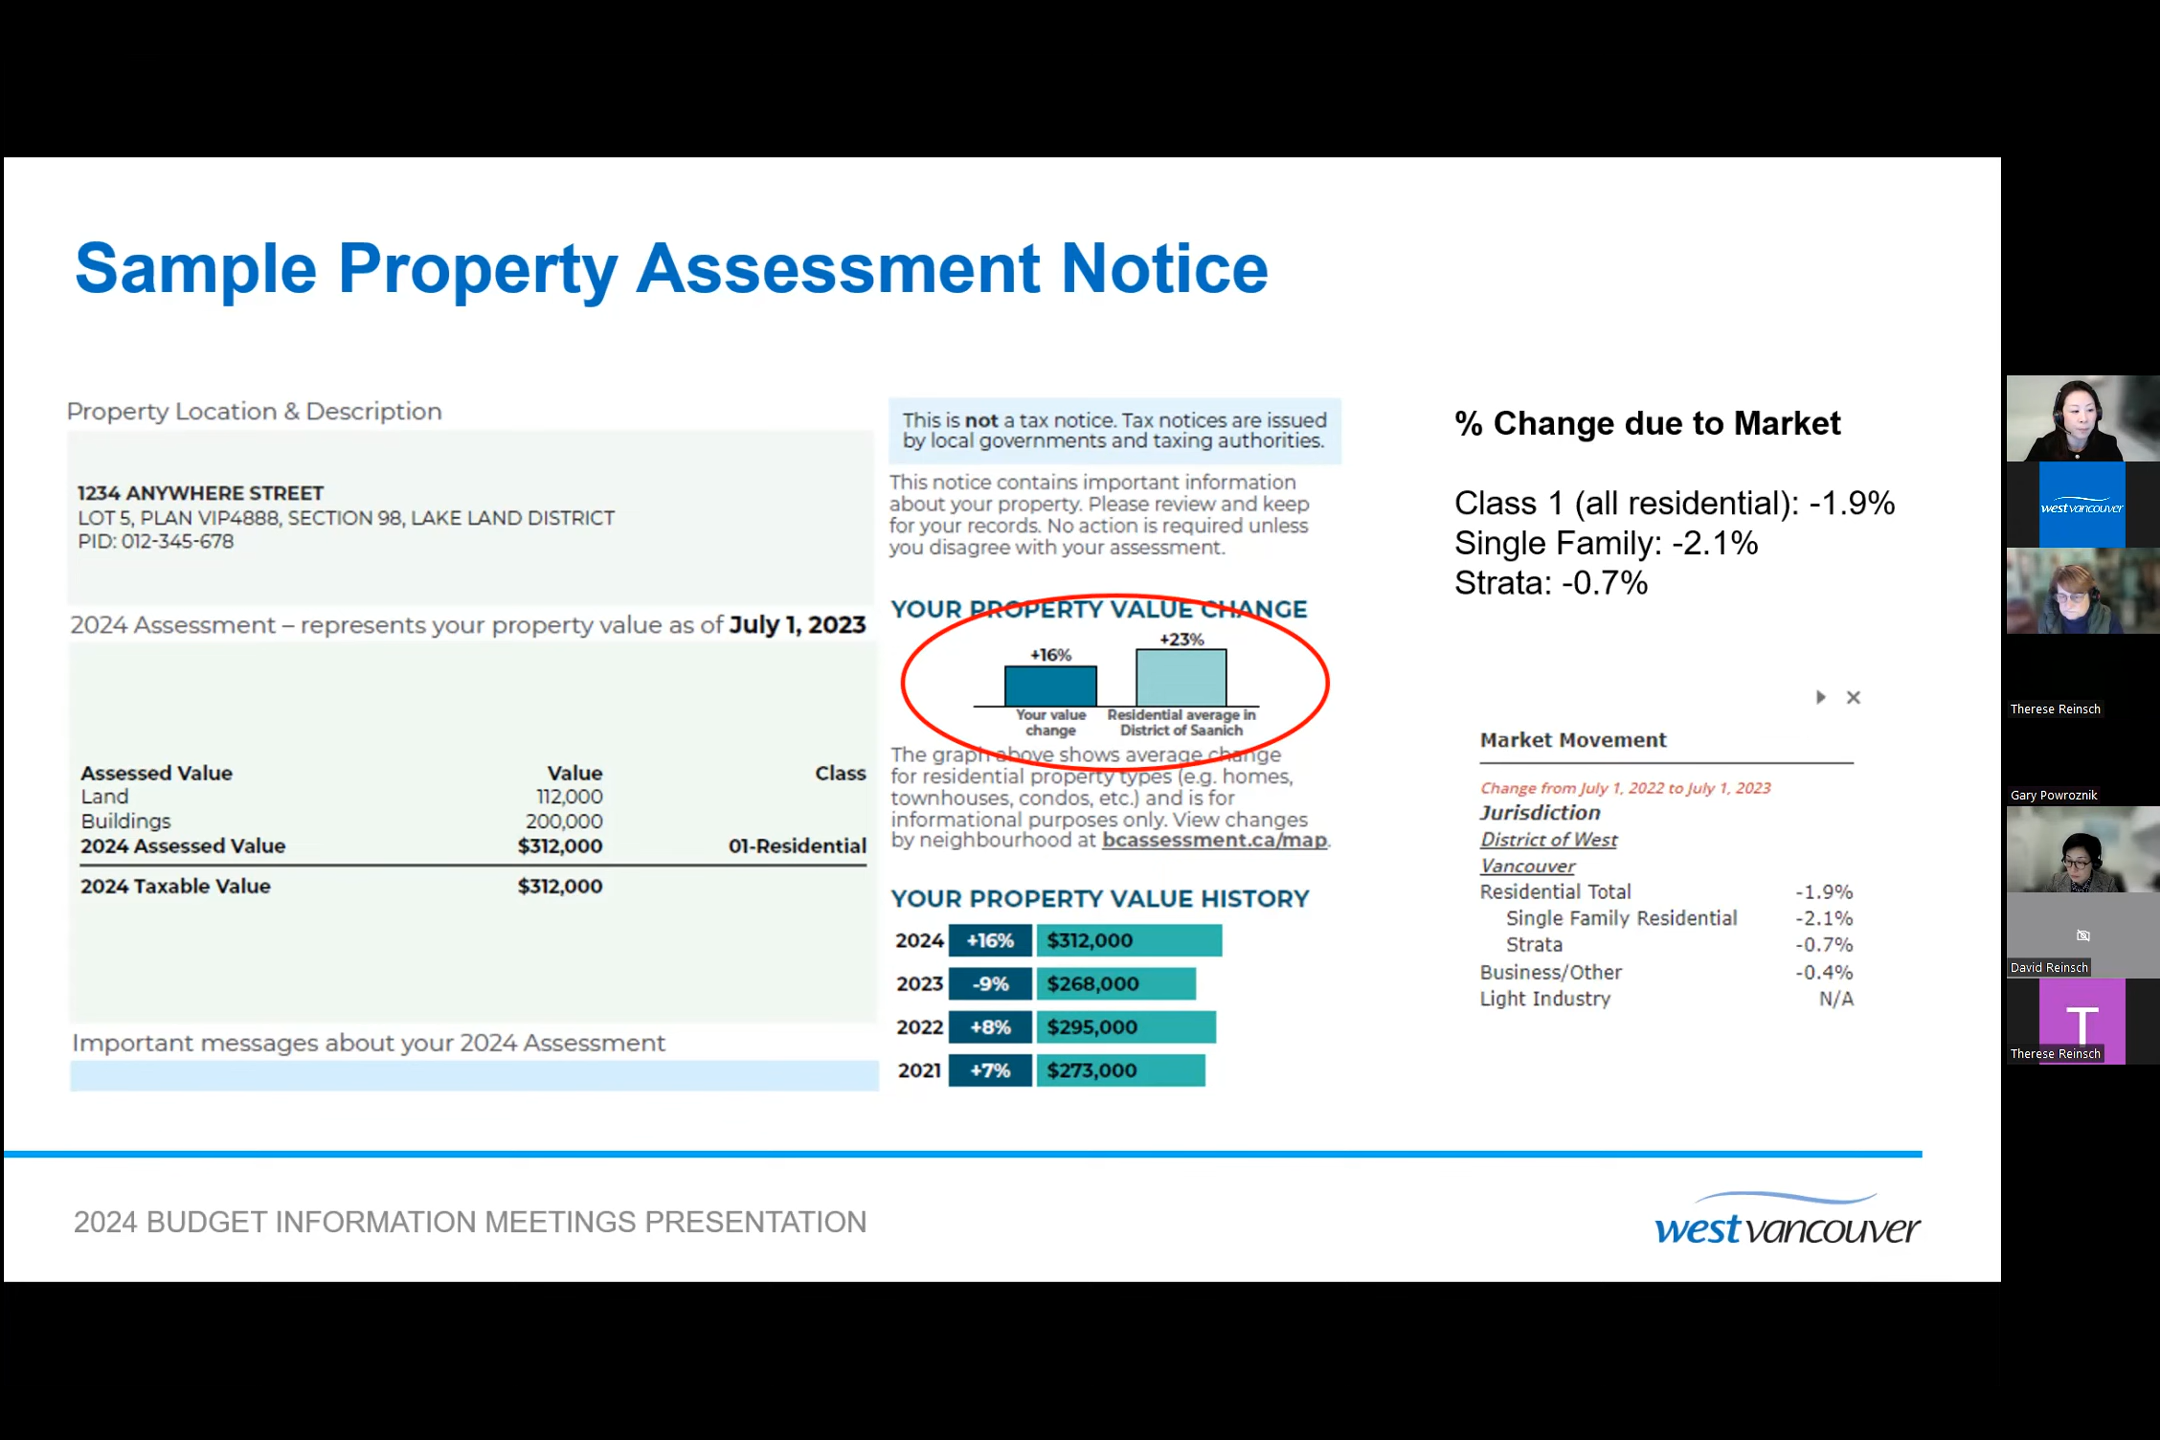 Sample Property Assessment Notice
Property Location & Description
1234 ANYWHERE STREET
LOT 5, PLAN VIP4888, SECTION 98, LAKE LAND DISTRICT
PID: 012-345-678
2024 Assessment – represents your property value as of July 1, 2023
Assessed Value Value Class
Land 112,000
Buildings 200,000
2024 Assessed Value $312,000 01-Residential
2024 Taxable Value $312,000
Important messages about your 2024 Assessment
This is not a tax notice. Tax notices are issued
by local governments and taxing authorities.
This notice contains important information
about your property. Please review and keep
for your records. No action is required unless
you disagree with your assessment.
YOUR PROPERTY VALUE CHANGE
+16% +23%
Your value Residential average in
change District of Saanich
The graph above shows average change
for residential property types (e.g. homes,
townhouses, condos, etc.) and is for
informational purposes only. View changes
by neighbourhood at bcassessment.ca/map.
YOUR PROPERTY VALUE HISTORY
2024 +16% $312,000
2023 -9% $268,000
2022 +8% $295,000
2021 +7% $273,000
% Change due to Market
Class 1 (all residential): -1.9%
Single Family: -2.1%
Strata: -0.7%
Market Movement
Change from July 1, 2022 to July 1, 2023
Jurisdiction
District of West
Vancouver
Residential Total -1.9%
Single Family Residential -2.1%
Strata -0.7%
Business/Other -0.4%
Light Industry N/A
2024 BUDGET INFORMATION MEETINGS PRESENTATION
westvancouver
westvancouver
Therese Reinsch
Gary Powroznik
David Reinsch
T
Therese Reinsch